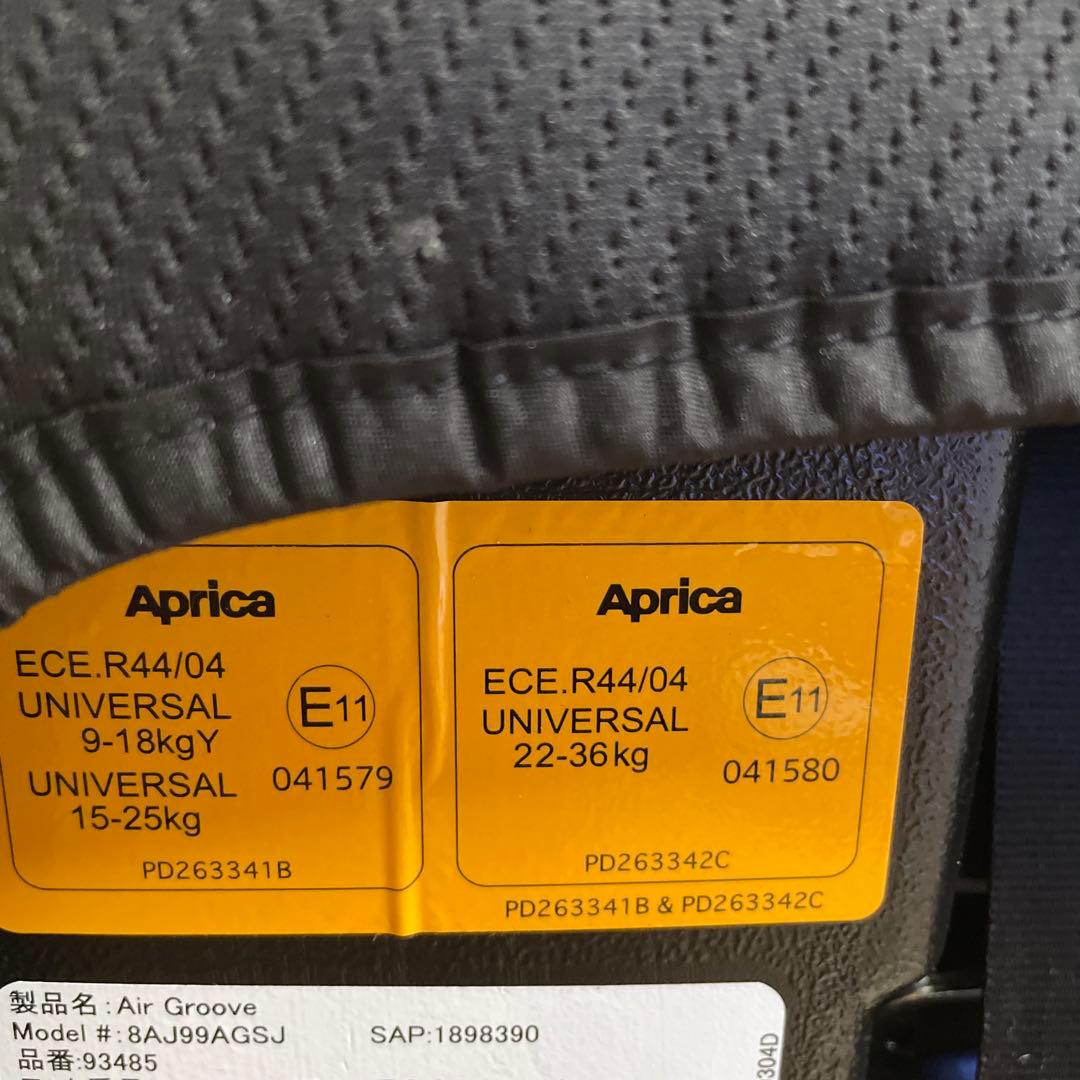 Aprica
ECE.R44/04
UNIVERSAL
9-18kgY
UNIVERSAL
15-25kg
E11
041579
PD263341B
Aprica
ECE.R44/04
UNIVERSAL
22-36kg
E11
041580
PD263342C
PD263341B & PD263342C
製品名:Air Groove
Model #:8AJ99AGSJ SAP:1898390
品番:93485
304D